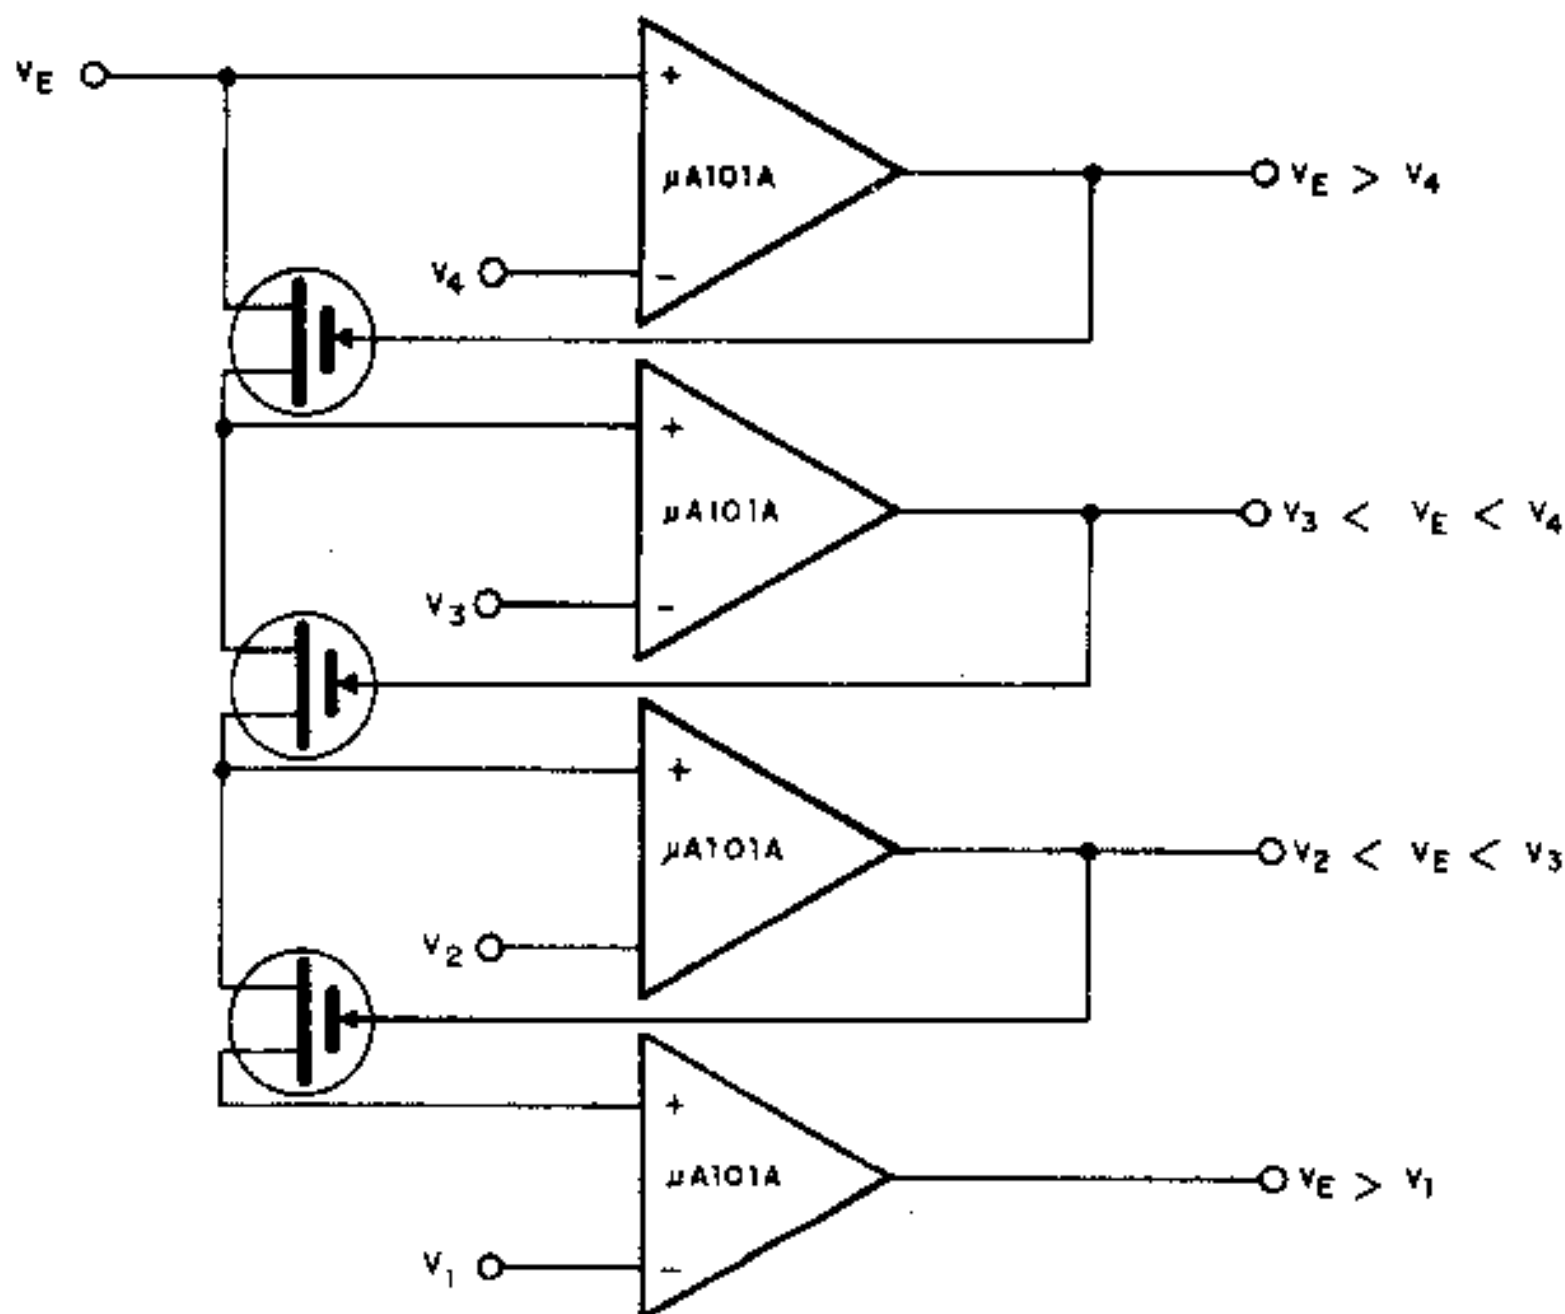 VE
+
μA101A
VE > V4
V4
−
+
μA101A
V3 < VE < V4
V3
−
+
μA101A
V2 < VE < V3
V2
+
μA101A
VE > V1
V1
−